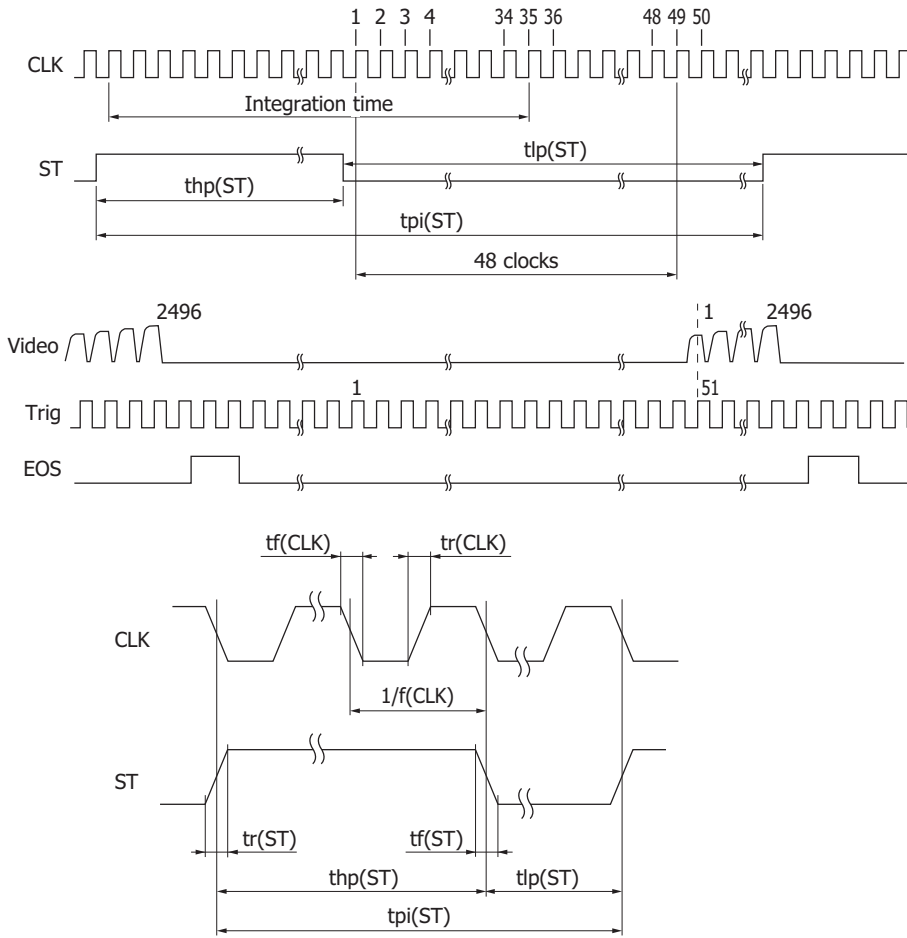 1 2 3 4 34 35 36 48 49 50
CLK
Integration time
ST
tlp(ST)
thp(ST)
tpi(ST)
48 clocks
2496 1 2496
Video
1 51
Trig
EOS
tf(CLK) tr(CLK)
CLK
1/f(CLK)
ST
tr(ST) tf(ST)
thp(ST) tlp(ST)
tpi(ST)